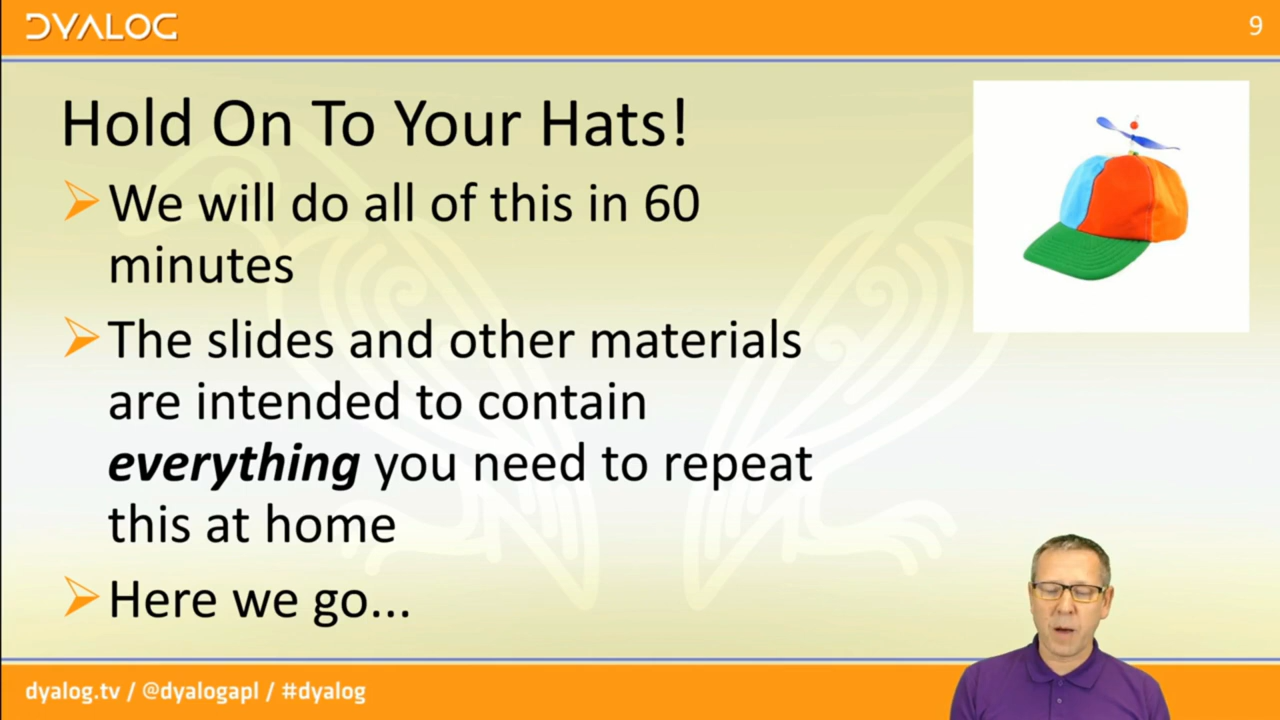 DYALOG
9
Hold On To Your Hats!
We will do all of this in 60
minutes
The slides and other materials
are intended to contain
everything you need to repeat
this at home
Here we go...
dyalog.tv / @dyalogapl / #dyalog